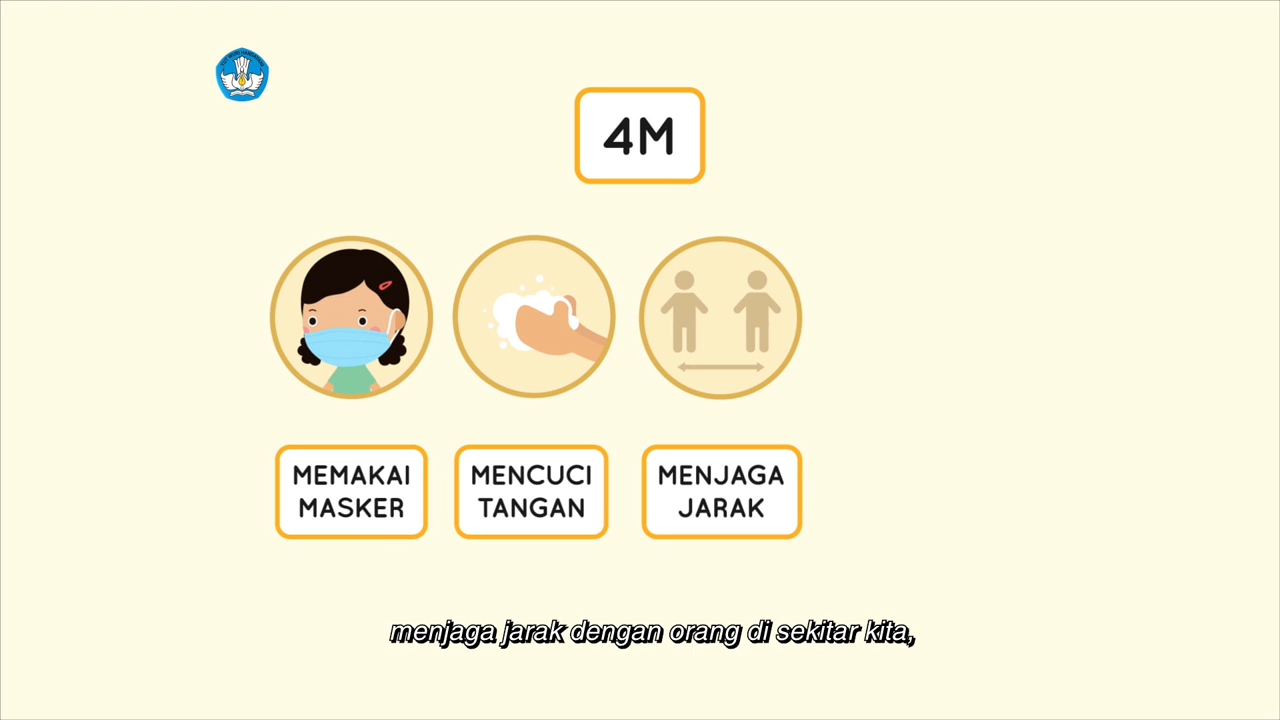 4M
MEMAKAI
MASKER
MENCUCI
TANGAN
MENJAGA
JARAK
menjaga jarak dengan orang di sekitar kita,